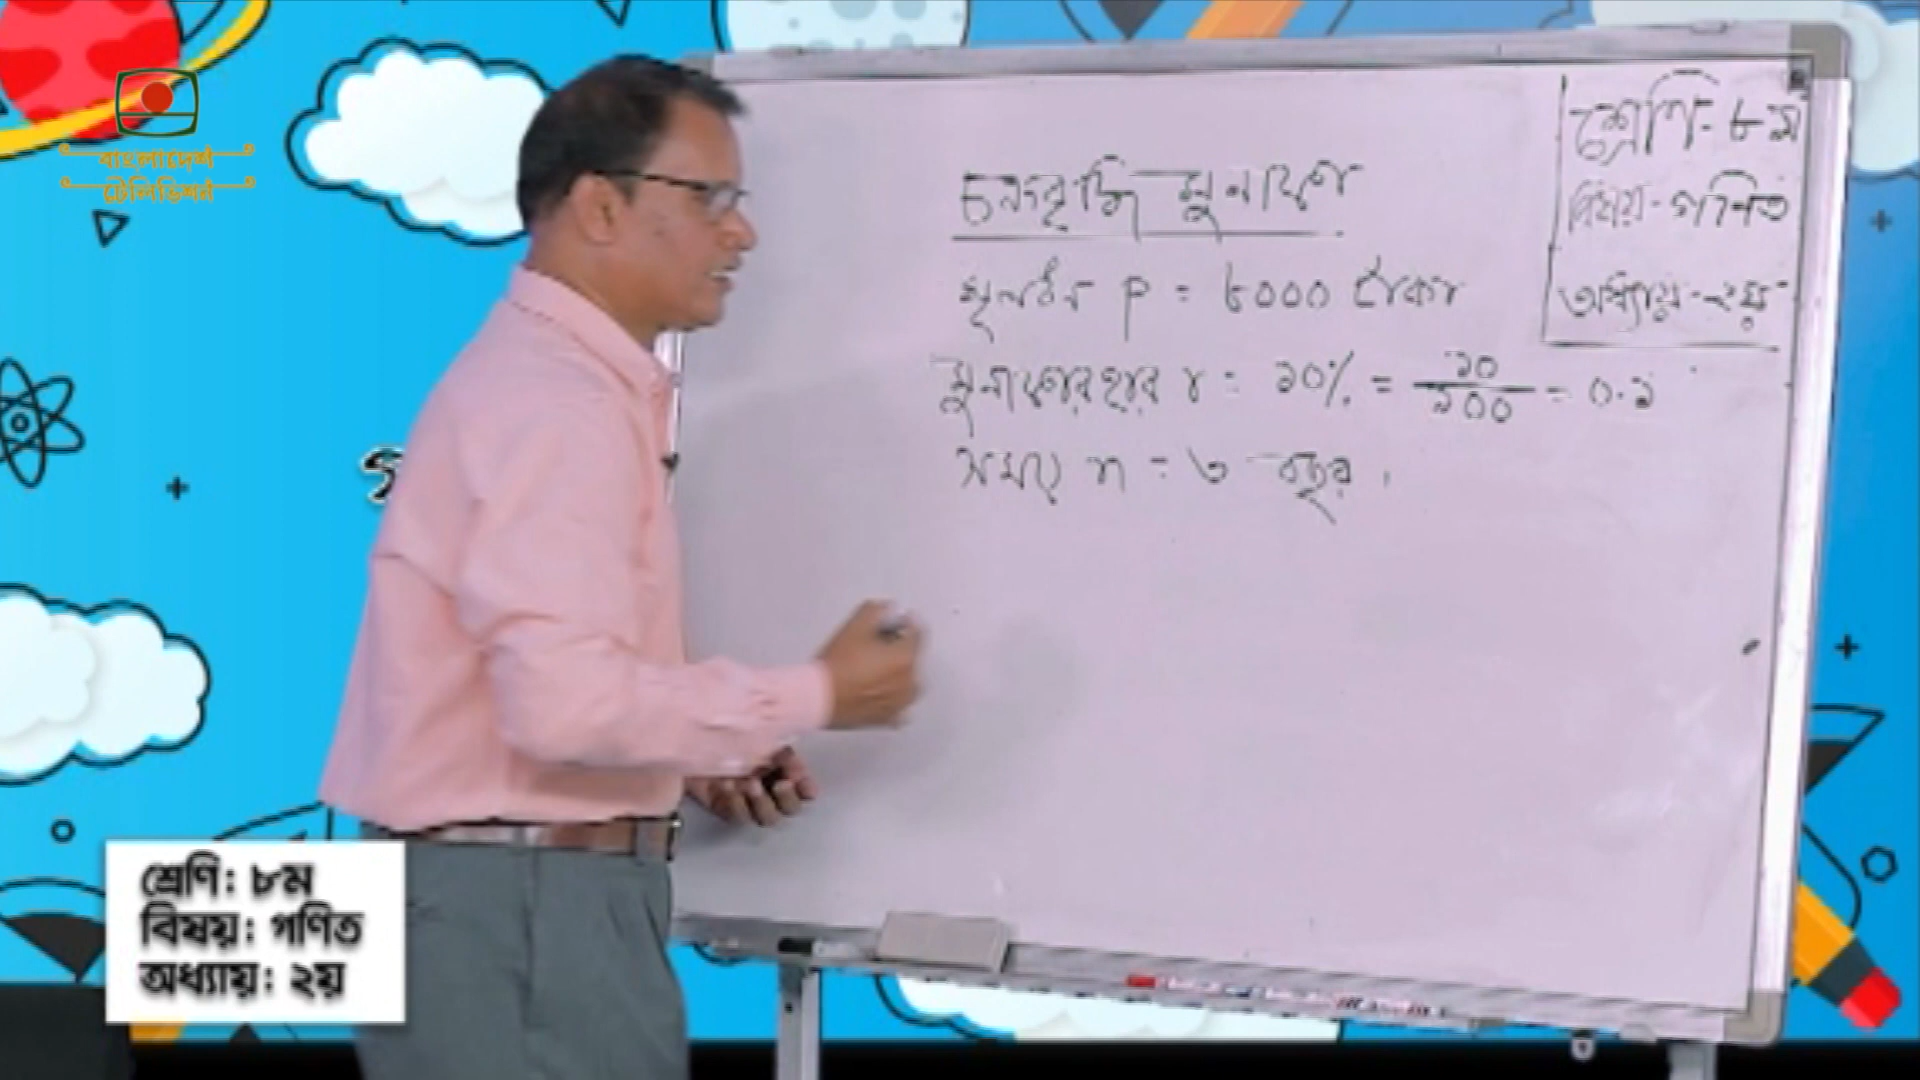 বাংলাদেশ
টেলিভিশন
চক্রবৃদ্ধি মুনাফা
মূলধন P = ৮০০০ টাকা
মুনাফার হার r = ১০% = ১০/১০০ = ০.১
সময় n = ৩ বছর,
শ্রেণি- ৮ম
বিষয়- গণিত
অধ্যায়- ২য়
শ্রেণি: ৮ম
বিষয়: গণিত
অধ্যায়: ২য়